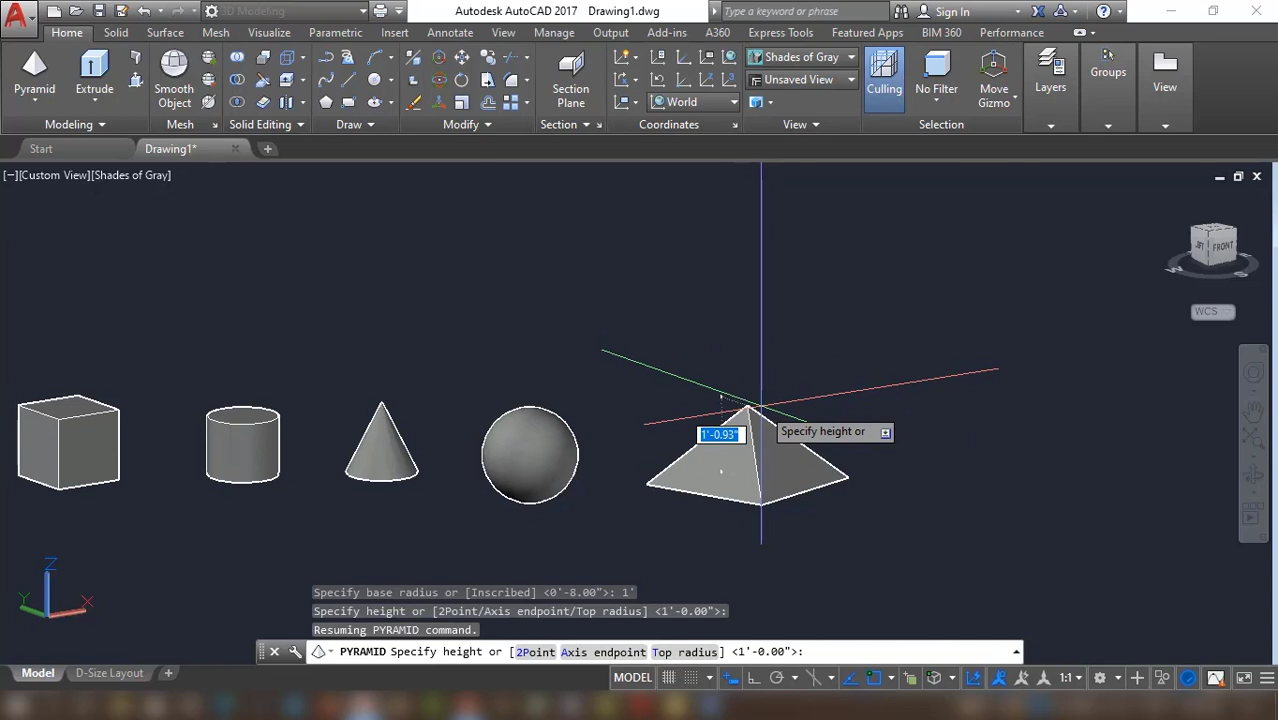 3D Modeling
Autodesk AutoCAD 2017 Drawing1.dwg
Type a keyword or phrase
Sign In
Home Solid Surface Mesh Visualize Parametric Insert Annotate View Manage Output Add-ins A360 Express Tools Featured Apps BIM 360 Performance
Pyramid
Extrude
Smooth
Object
Section
Plane
World
Shades of Gray
Unsaved View
Culling
No Filter
Move
Gizmo
Layers
Groups
View
Modeling Mesh Solid Editing Draw Modify Section Coordinates View Selection
Start Drawing1*
[−][Custom View][Shades of Gray]
FRONT
W
S
WCS
1'-0.93"
Specify height or
Z
Y
X
Specify base radius or [Inscribed] <0'-8.00">: 1'
Specify height or [2Point/Axis endpoint/Top radius] <1'-0.00">:
Resuming PYRAMID command.
PYRAMID Specify height or [2Point Axis endpoint Top radius] <1'-0.00">:
Model D-Size Layout
MODEL
1:1